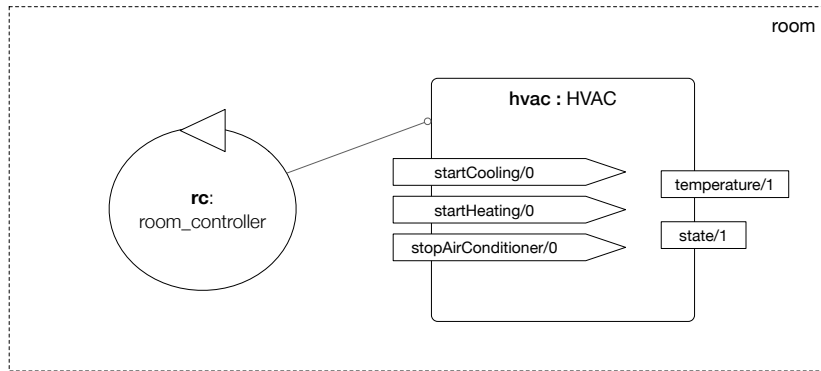 room
hvac : HVAC
startCooling/0
temperature/1
rc:
startHeating/0
room_controller
state/1
stopAirConditioner/0